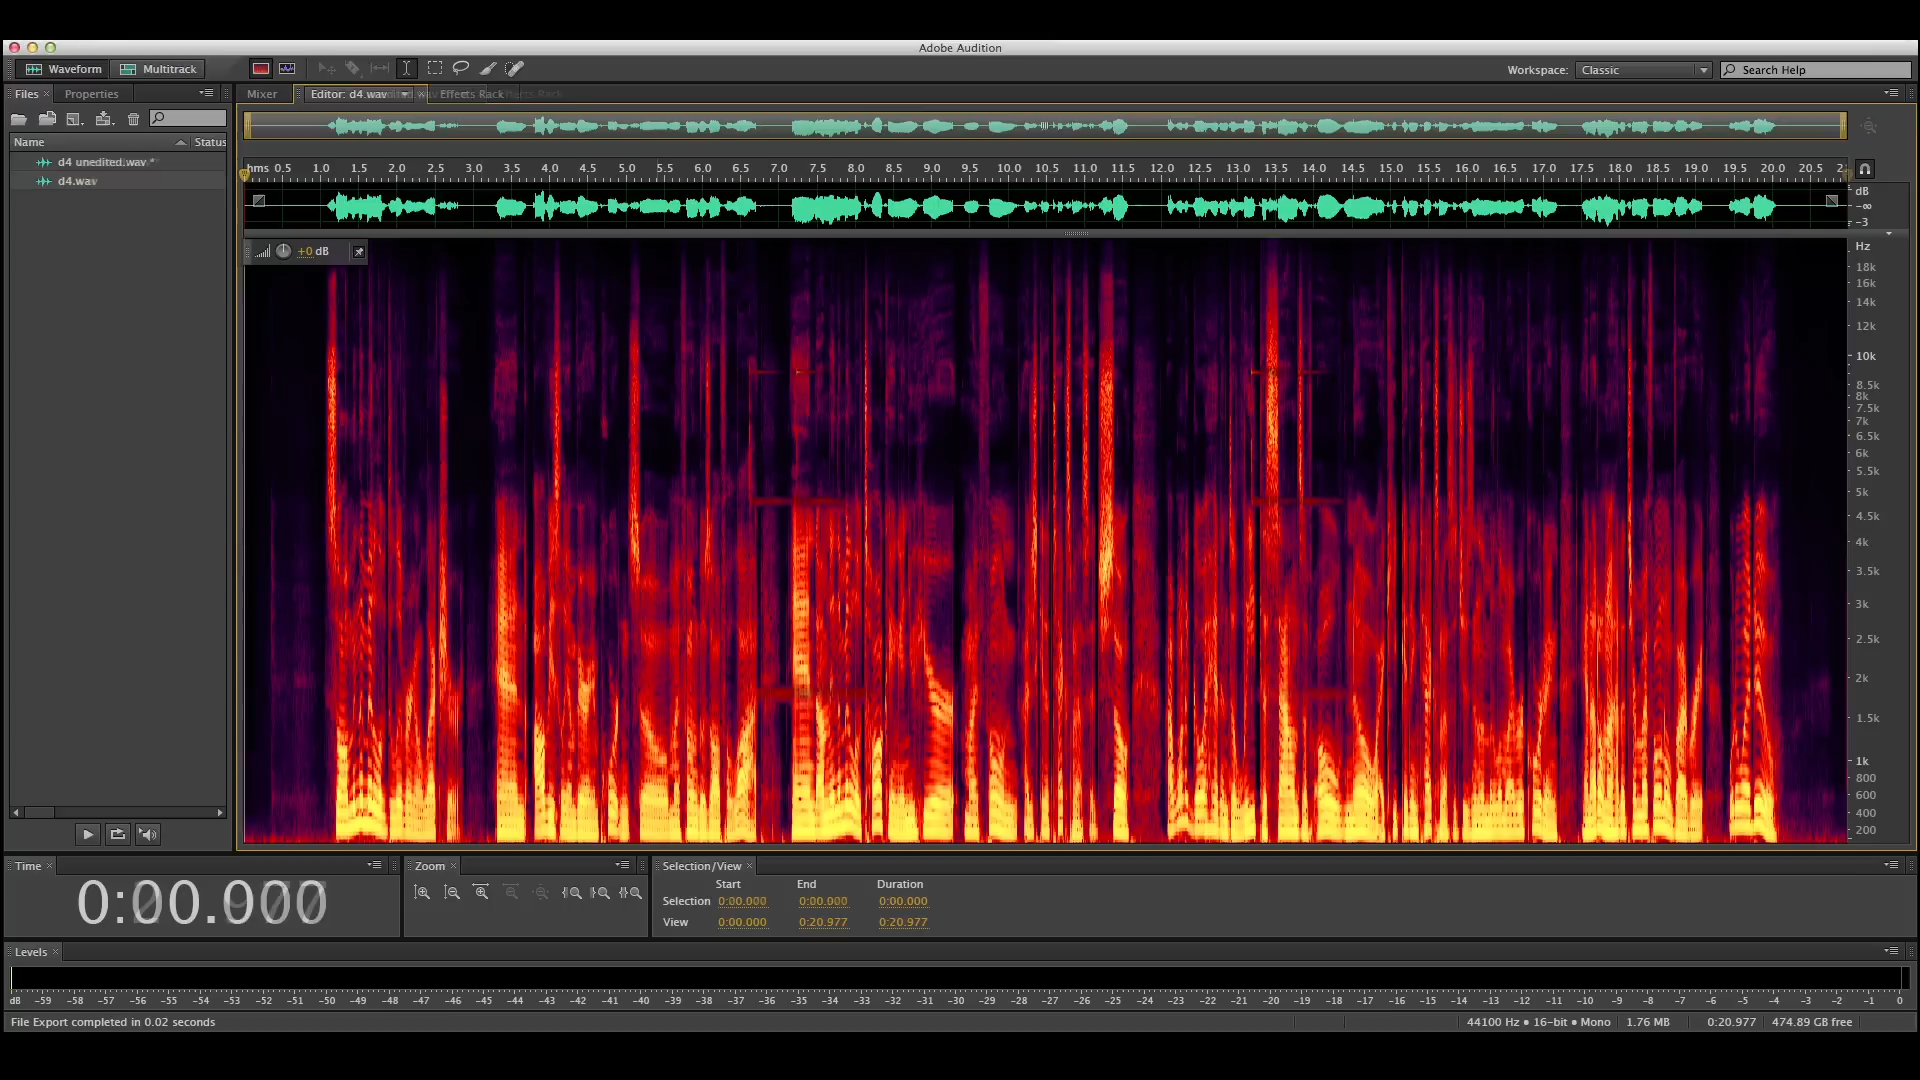 Adobe Audition
Waveform Multitrack Workspace: Classic Search Help
Files Properties Mixer Editor: d4.wav Effects Rack
Name Status
d4 unedited.wav *
d4.wav
hms 0.5 1.0 1.5 2.0 2.5 3.0 3.5 4.0 4.5 5.0 5.5 6.0 6.5 7.0 7.5 8.0 8.5 9.0 9.5 10.0 10.5 11.0 11.5 12.0 12.5 13.0 13.5 14.0 14.5 15.0 15.5 16.0 16.5 17.0 17.5 18.0 18.5 19.0 19.5 20.0 20.5
dB
-∞
-3
+0 dB
Hz
18k
16k
14k
12k
10k
8.5k
8k
7.5k
7k
6.5k
6k
5.5k
5k
4.5k
4k
3.5k
3k
2.5k
2k
1.5k
1k
800
600
400
200
Time Zoom Selection/View
0:00.000
Start End Duration
Selection 0:00.000 0:00.000 0:00.000
View 0:00.000 0:20.977 0:20.977
Levels
dB -59 -58 -57 -56 -55 -54 -53 -52 -51 -50 -49 -48 -47 -46 -45 -44 -43 -42 -41 -40 -39 -38 -37 -36 -35 -34 -33 -32 -31 -30 -29 -28 -27 -26 -25 -24 -23 -22 -21 -20 -19 -18 -17 -16 -15 -14 -13 -12 -11 -10 -9 -8 -7 -6 -5 -4 -3 -2 -1 0
File Export completed in 0.02 seconds 44100 Hz • 16-bit • Mono 1.76 MB 0:20.977 474.89 GB free